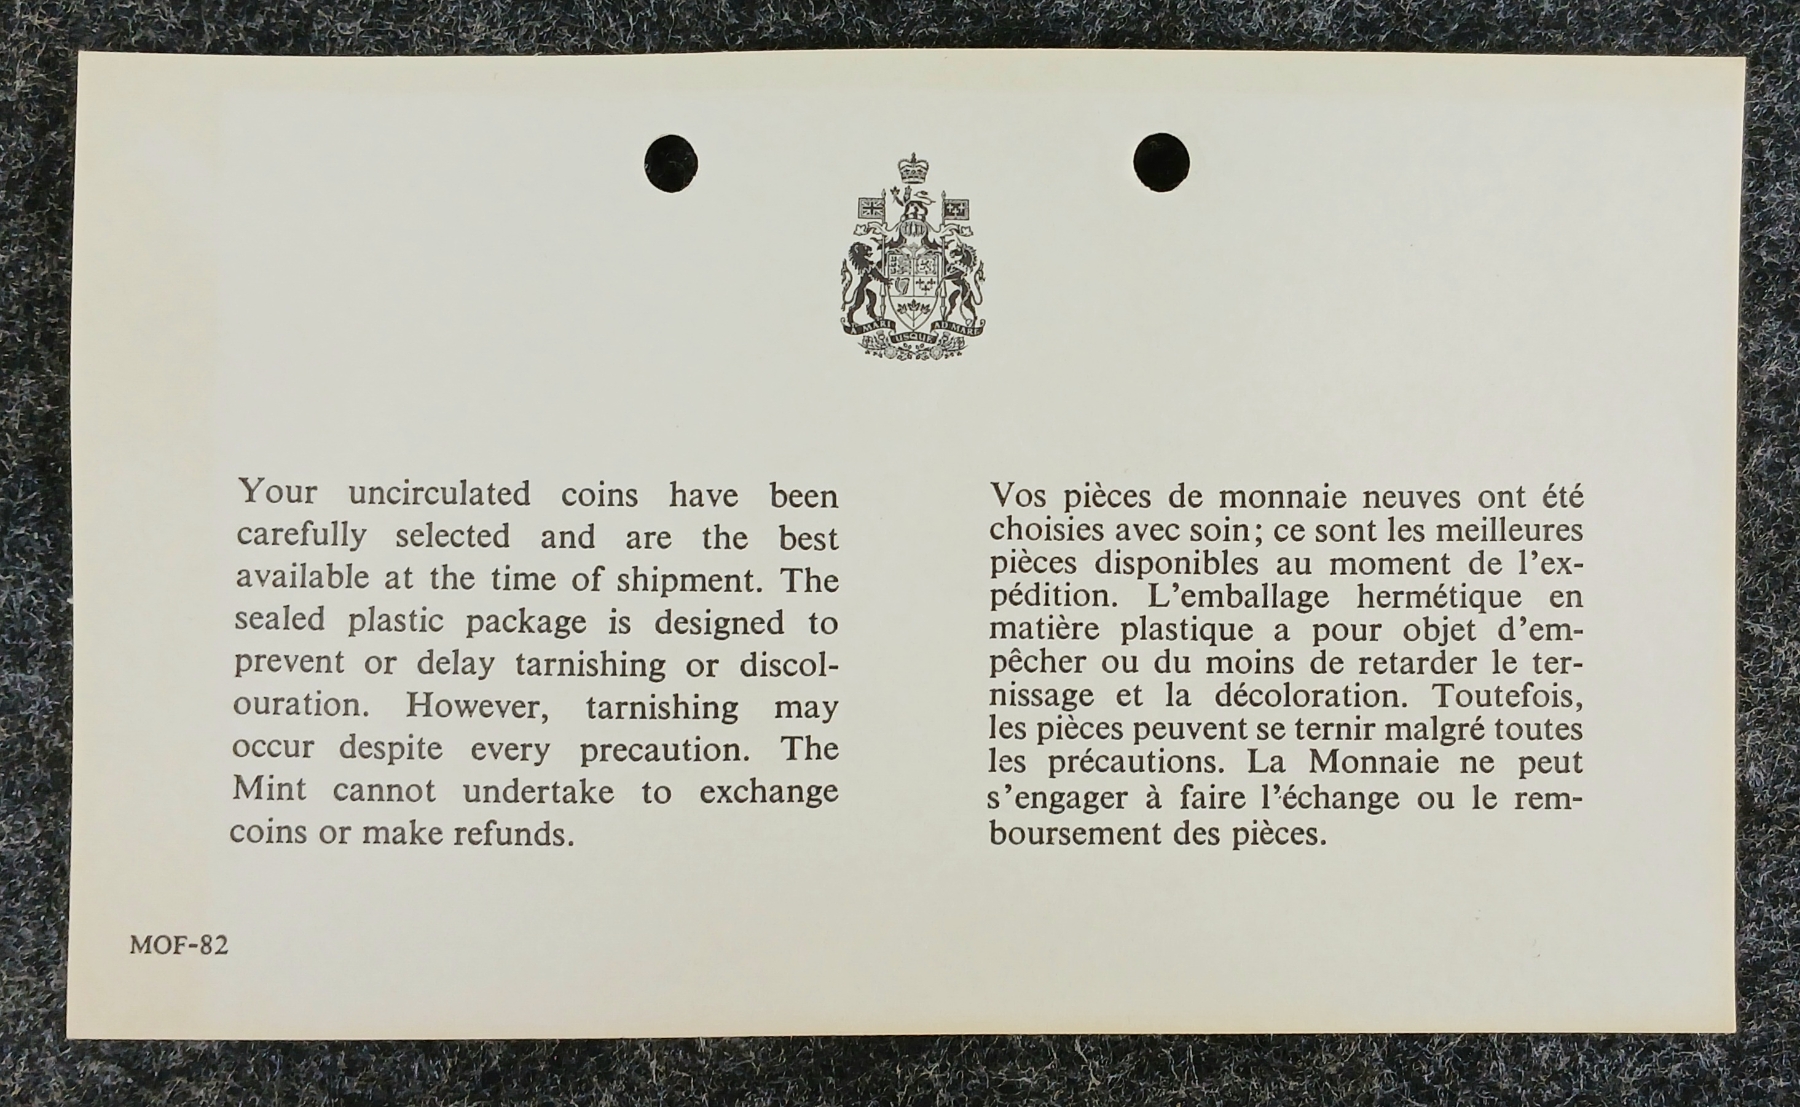 A MARI USQUE AD MARE
Your uncirculated coins have been
carefully selected and are the best
available at the time of shipment. The
sealed plastic package is designed to
prevent or delay tarnishing or discol-
ouration. However, tarnishing may
occur despite every precaution. The
Mint cannot undertake to exchange
coins or make refunds.
Vos pièces de monnaie neuves ont été
choisies avec soin; ce sont les meilleures
pièces disponibles au moment de l'ex-
pédition. L'emballage hermétique en
matière plastique a pour objet d'em-
pêcher ou du moins de retarder le ter-
nissage et la décoloration. Toutefois,
les pièces peuvent se ternir malgré toutes
les précautions. La Monnaie ne peut
s'engager à faire l'échange ou le rem-
boursement des pièces.
MOF-82